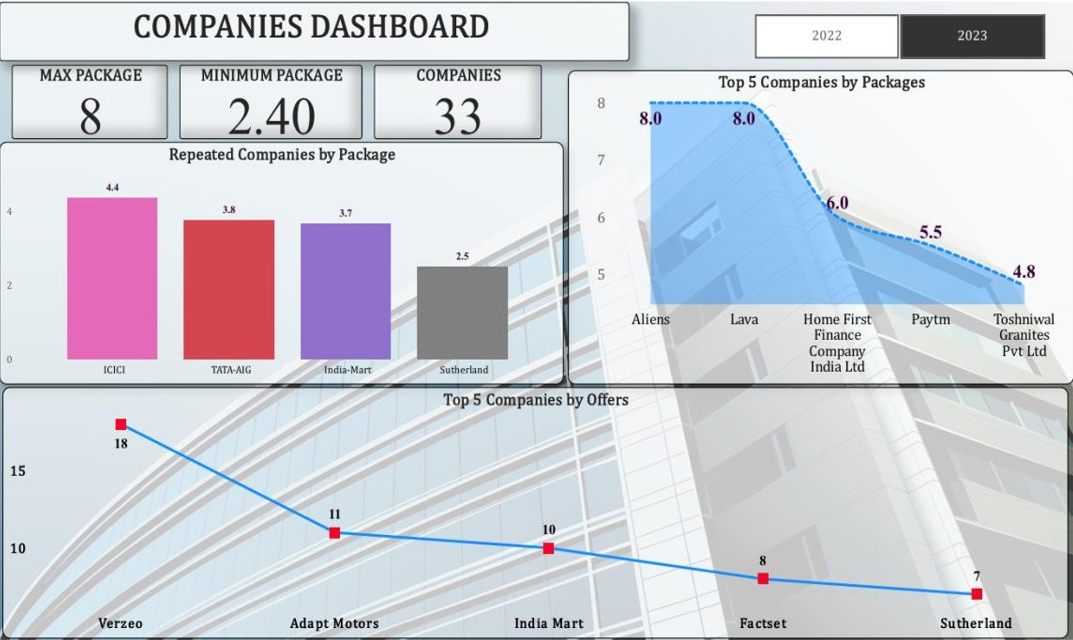 COMPANIES DASHBOARD
2022
2023
MAX PACKAGE
8
MINIMUM PACKAGE
2.40
COMPANIES
33
Repeated Companies by Package
4
2
0
4.4
3.8
3.7
2.5
ICICI
TATA-AIG
India-Mart
Sutherland
Top 5 Companies by Packages
8
7
6
5
8.0
8.0
6.0
5.5
4.8
Aliens
Lava
Home First
Finance
Company
India Ltd
Paytm
Toshniwal
Granites
Pvt Ltd
Top 5 Companies by Offers
15
10
18
11
10
8
7
Verzeo
Adapt Motors
India Mart
Factset
Sutherland